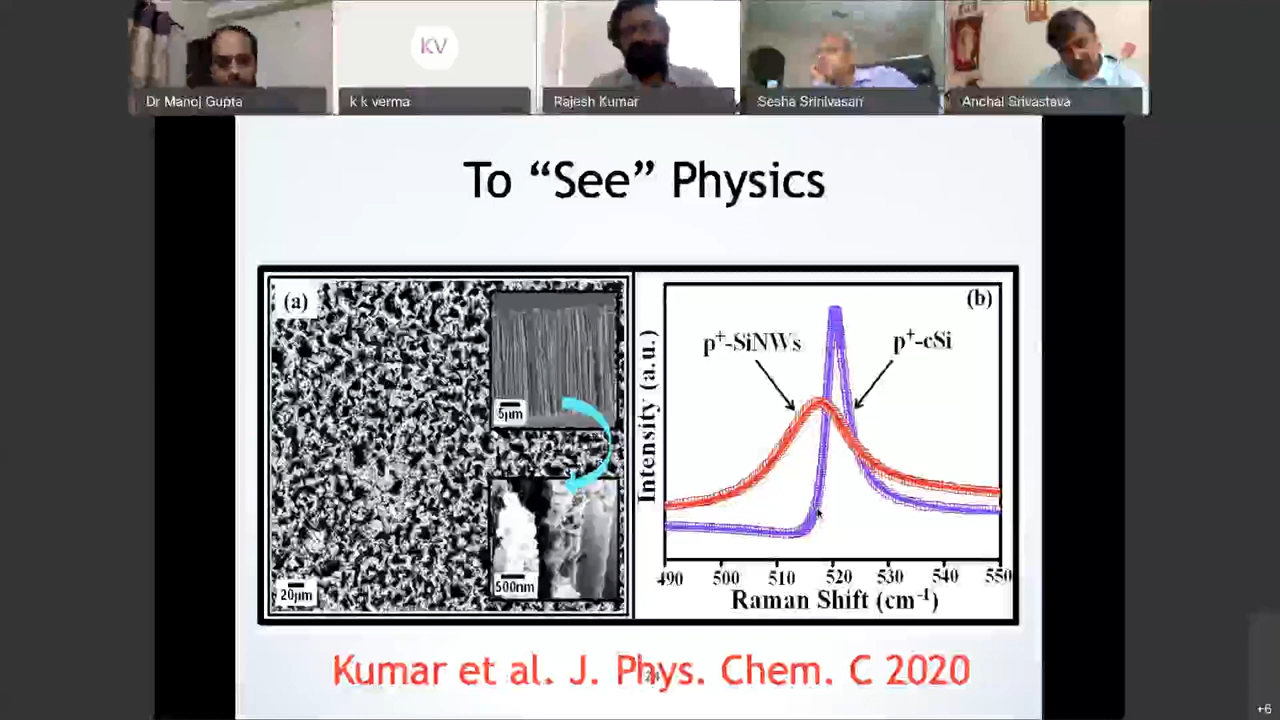 KV
Dr Manoj Gupta
k k verma
Rajesh Kumar
Sesha Srinivasan
Anchal Srivastava
To “See” Physics
(a)
5μm
500nm
20μm
(b)
p⁺-SiNWs
p⁺-cSi
Intensity (a.u.)
490 500 510 520 530 540 550
Raman Shift (cm⁻¹)
Kumar et al. J. Phys. Chem. C 2020
+6